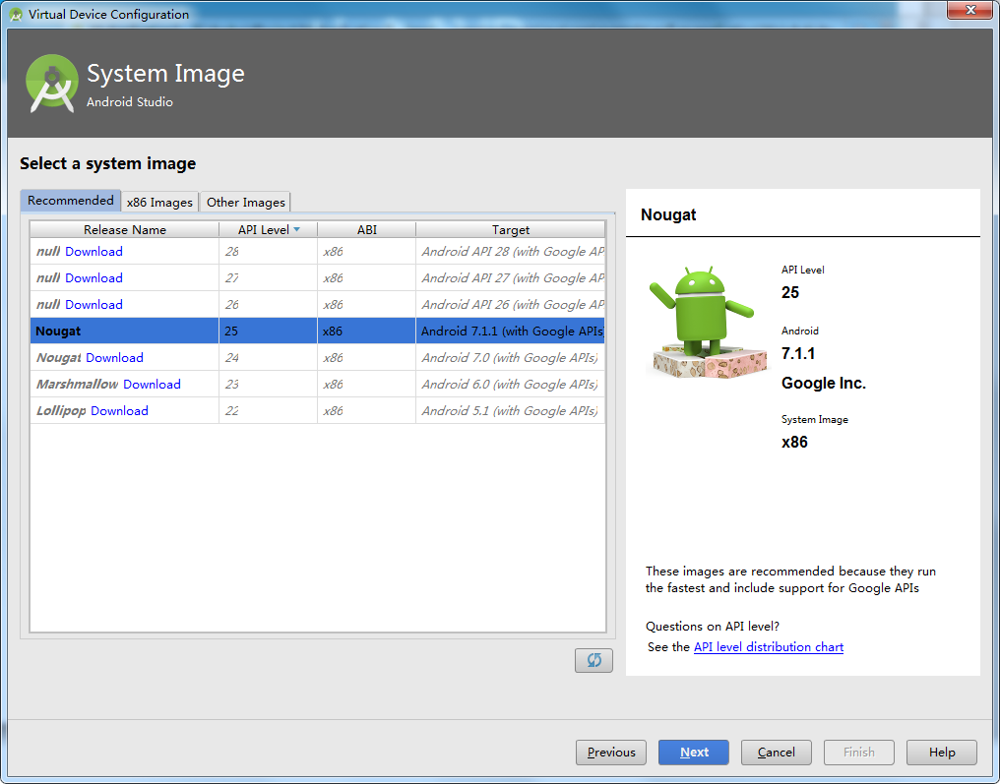 Virtual Device Configuration
System Image
Android Studio
Select a system image
Recommended x86 Images Other Images
Release Name API Level ABI Target
null Download 28 x86 Android API 28 (with Google AP
null Download 27 x86 Android API 27 (with Google AP
null Download 26 x86 Android API 26 (with Google AP
Nougat 25 x86 Android 7.1.1 (with Google APIs
Nougat Download 24 x86 Android 7.0 (with Google APIs)
Marshmallow Download 23 x86 Android 6.0 (with Google APIs)
Lollipop Download 22 x86 Android 5.1 (with Google APIs)
Nougat
API Level
25
Android
7.1.1
Google Inc.
System Image
x86
These images are recommended because they run
the fastest and include support for Google APIs
Questions on API level?
See the API level distribution chart
Previous Next Cancel Finish Help